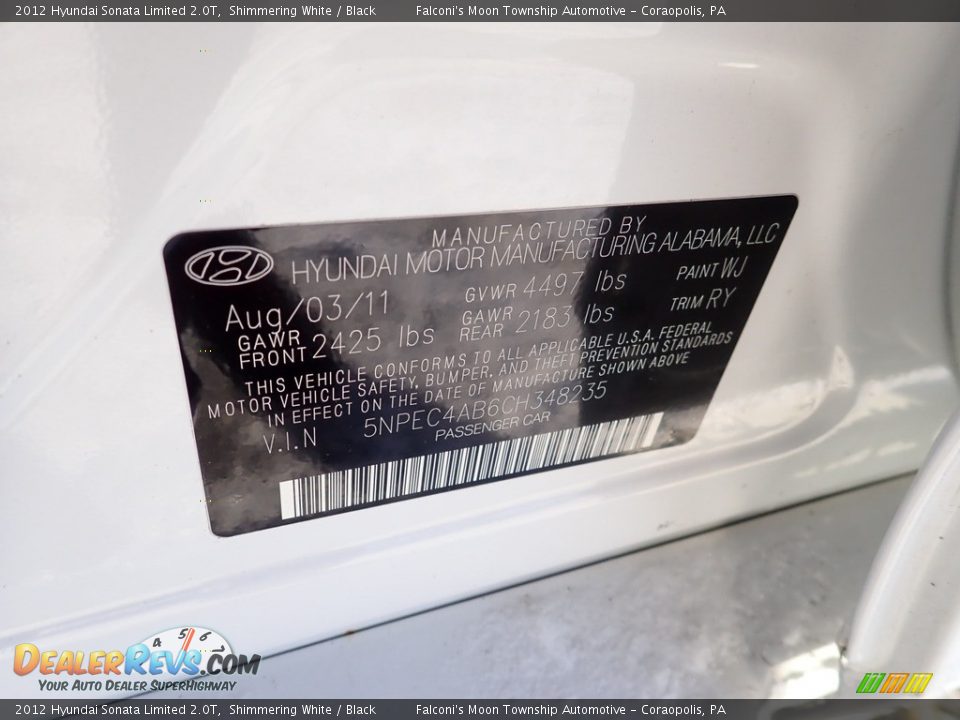 2012 Hyundai Sonata Limited 2.0T, Shimmering White / Black Falconi's Moon Township Automotive - Coraopolis, PA
MANUFACTURED BY
HYUNDAI MOTOR MANUFACTURING ALABAMA, LLC
Aug/03/11 GVWR 4497 lbs PAINT WJ
GAWR FRONT 2425 lbs GAWR REAR 2183 lbs TRIM RY
THIS VEHICLE CONFORMS TO ALL APPLICABLE U.S.A. FEDERAL
MOTOR VEHICLE SAFETY, BUMPER, AND THEFT PREVENTION STANDARDS
IN EFFECT ON THE DATE OF MANUFACTURE SHOWN ABOVE
V.I.N 5NPEC4AB6CH348235
PASSENGER CAR
4 5 6
DEALERREVS.COM
YOUR AUTO DEALER SUPERHIGHWAY
2012 Hyundai Sonata Limited 2.0T, Shimmering White / Black Falconi's Moon Township Automotive - Coraopolis, PA